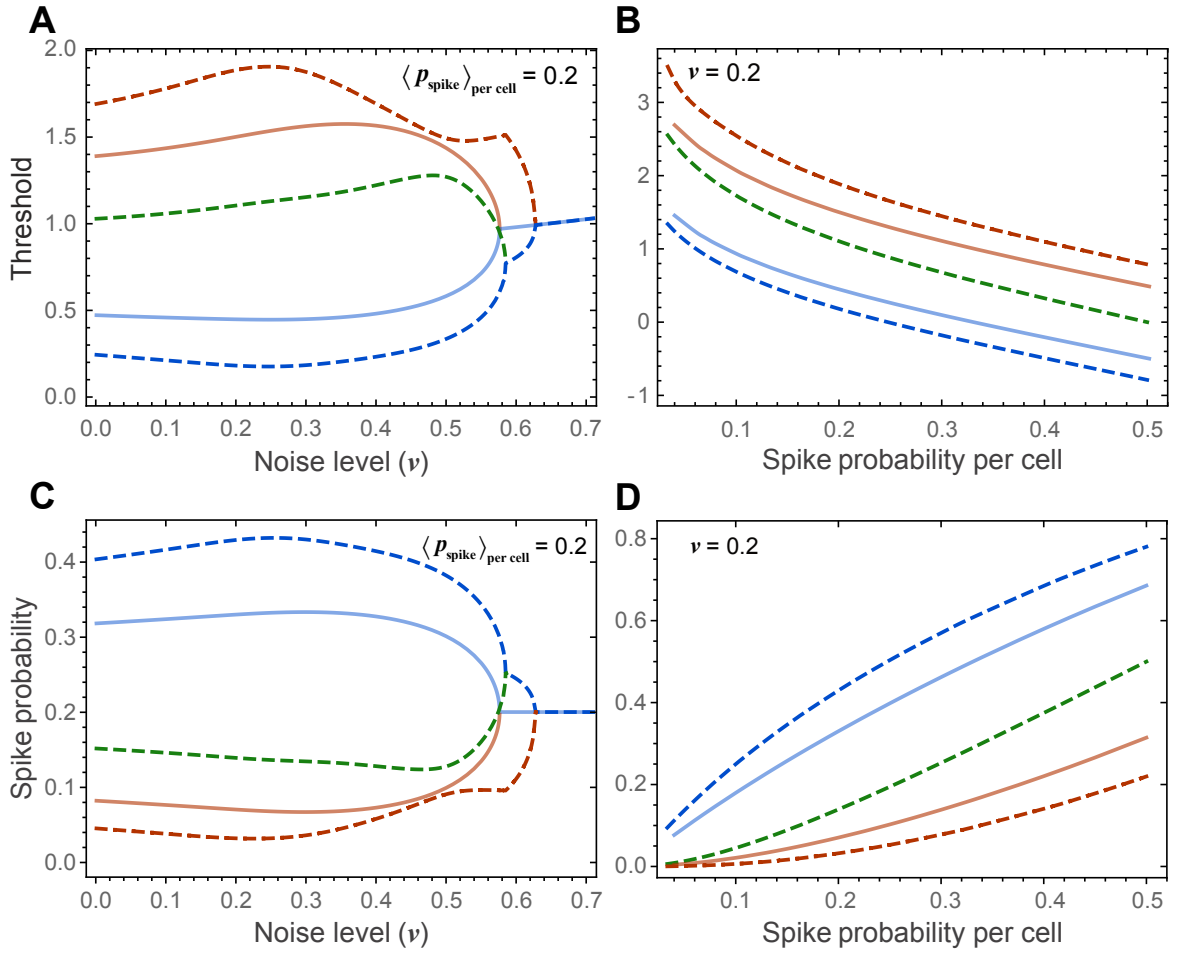 A
⟨ p_spike ⟩_per cell = 0.2
Threshold
2.0
1.5
1.0
0.5
0.0
0.0 0.1 0.2 0.3 0.4 0.5 0.6 0.7
Noise level (ν)
B
ν = 0.2
3
2
1
0
-1
0.1 0.2 0.3 0.4 0.5
Spike probability per cell
C
⟨ p_spike ⟩_per cell = 0.2
Spike probability
0.4
0.3
0.2
0.1
0.0
0.0 0.1 0.2 0.3 0.4 0.5 0.6 0.7
Noise level (ν)
D
ν = 0.2
0.8
0.6
0.4
0.2
0.0
0.1 0.2 0.3 0.4 0.5
Spike probability per cell